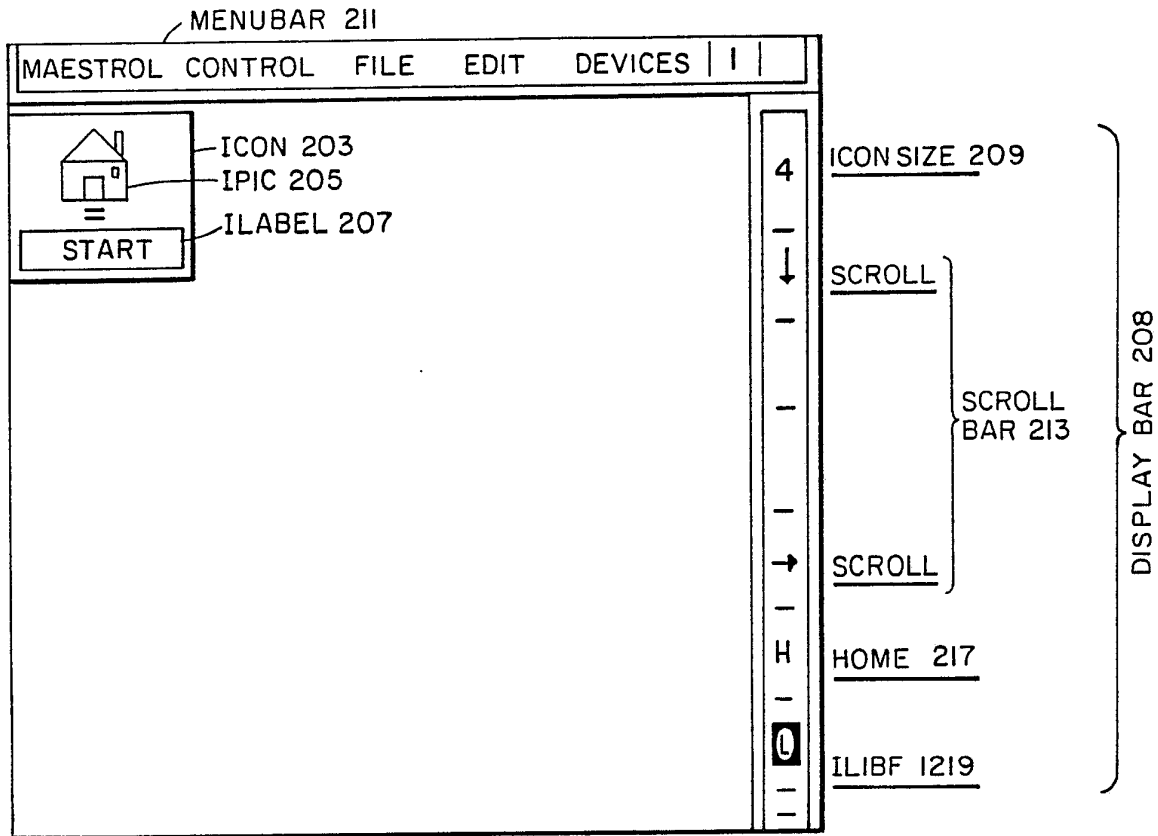 MENUBAR 211
MAESTROL CONTROL FILE EDIT DEVICES | 1 |
ICON 203
IPIC 205
ILABEL 207
START
4
ICON SIZE 209
SCROLL
SCROLL
BAR 213
SCROLL
H
HOME 217
L
ILIBF 1219
DISPLAY BAR 208